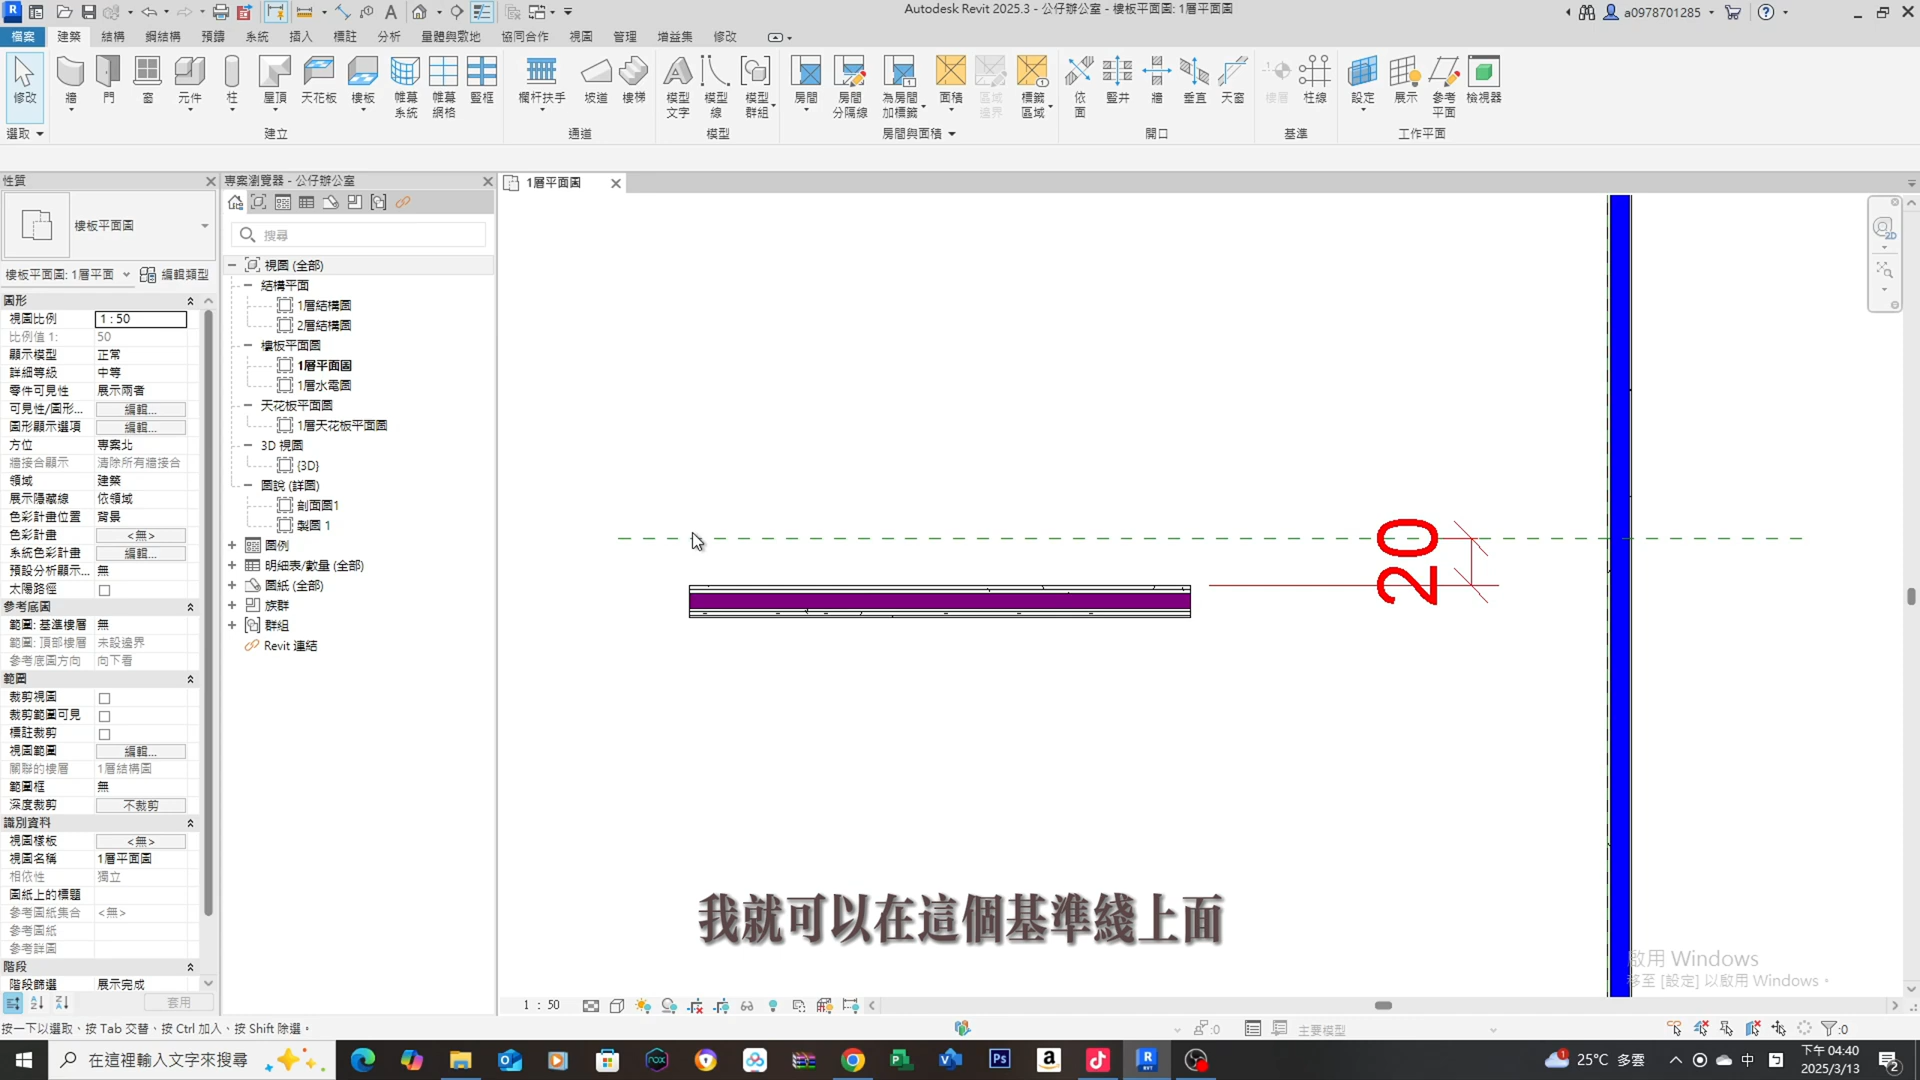 Autodesk Revit 2025.3 - 公仔辦公室 - 樓板平面圖: 1層平面圖
a0978701285
檔案 建築 結構 鋼結構 預鑄 系統 插入 標註 分析 量體與敷地 協同合作 視圖 管理 增益集 修改
修改 牆 門 窗 元件 柱 屋頂 天花板 樓板 帷幕系統 帷幕網格 豎框 欄杆扶手 坡道 樓梯 模型文字 模型線 模型群組 房間 房間分隔線 為房間加標籤 面積 區域邊界 標籤區域 依面 豎井 牆 垂直 天窗 樓層 柱線 設定 展示 參考平面 檢視器
選取 建立 通道 模型 房間與面積 開口 基準 工作平面
性質
樓板平面圖
樓板平面圖: 1層平面 編輯類型
圖形
視圖比例 1 : 50
比例值 1: 50
顯示模型 正常
詳細等級 中等
零件可見性 展示兩者
可見性/圖形... 編輯...
圖形顯示選項 編輯...
方位 專案北
牆接合顯示 清除所有牆接合
領域 建築
展示隱藏線 依領域
色彩計畫位置 背景
色彩計畫 <無>
系統色彩計畫 編輯...
預設分析顯示... 無
太陽路徑
參考底圖
範圍: 基準樓層 無
範圍: 頂部樓層 未設邊界
參考底圖方向 向下看
範圍
裁剪視圖
裁剪範圍可見
標註裁剪
視圖範圍 編輯...
關聯的樓層 1層結構圖
範圍框 無
深度裁剪 不裁剪
識別資料
視圖樣板 <無>
視圖名稱 1層平面圖
相依性 獨立
圖紙上的標題
參考圖紙集合 <無>
參考圖紙
參考詳圖
階段
階段篩選 展示完成
套用
專案瀏覽器 - 公仔辦公室
搜尋
視圖 (全部)
結構平面
1層結構圖
2層結構圖
樓板平面圖
1層平面圖
1層水電圖
天花板平面圖
1層天花板平面圖
3D 視圖
{3D}
圖說 (詳圖)
剖面圖1
製圖 1
圖例
明細表/數量 (全部)
圖紙 (全部)
族群
群組
Revit 連結
1層平面圖
2D
20
我就可以在這個基準綫上面
啟用 Windows
移至 [設定] 以啟用 Windows。
1 : 50
按一下以選取、按 Tab 交替、按 Ctrl 加入、按 Shift 除選。
:0
主要模型
:0
在這裡輸入文字來搜尋
25°C 多雲
中
下午 04:40
2025/3/13
2